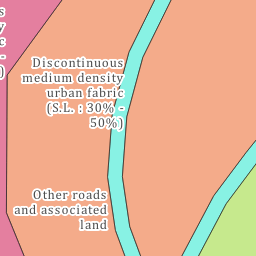 Discontinuous
medium density
urban fabric
(S.L. : 30% -
50%)
Other roads
and associated
land